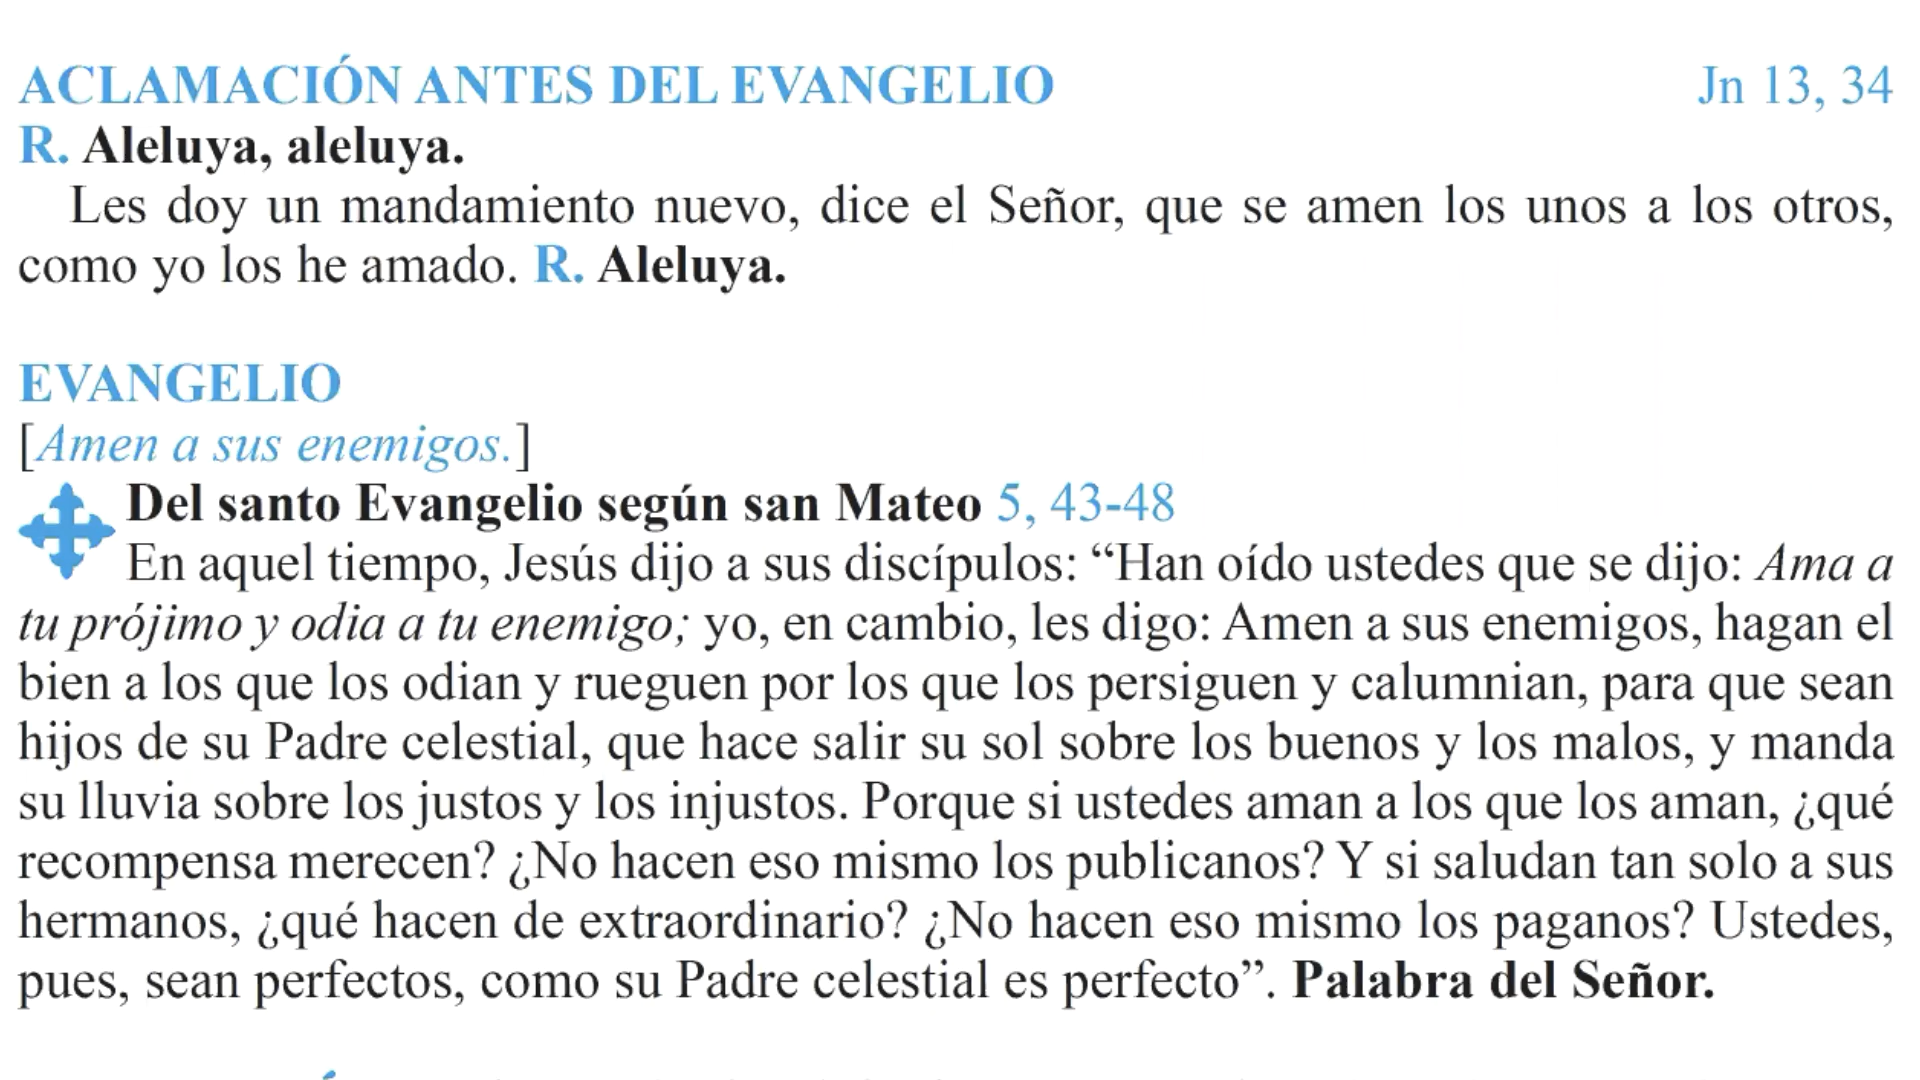 ACLAMACIÓN ANTES DEL EVANGELIO Jn 13, 34
R. Aleluya, aleluya.
Les doy un mandamiento nuevo, dice el Señor, que se amen los unos a los otros,
como yo los he amado. R. Aleluya.
EVANGELIO
[Amen a sus enemigos.]
Del santo Evangelio según san Mateo 5, 43-48
En aquel tiempo, Jesús dijo a sus discípulos: “Han oído ustedes que se dijo: Ama a
tu prójimo y odia a tu enemigo; yo, en cambio, les digo: Amen a sus enemigos, hagan el
bien a los que los odian y rueguen por los que los persiguen y calumnian, para que sean
hijos de su Padre celestial, que hace salir su sol sobre los buenos y los malos, y manda
su lluvia sobre los justos y los injustos. Porque si ustedes aman a los que los aman, ¿qué
recompensa merecen? ¿No hacen eso mismo los publicanos? Y si saludan tan solo a sus
hermanos, ¿qué hacen de extraordinario? ¿No hacen eso mismo los paganos? Ustedes,
pues, sean perfectos, como su Padre celestial es perfecto”. Palabra del Señor.